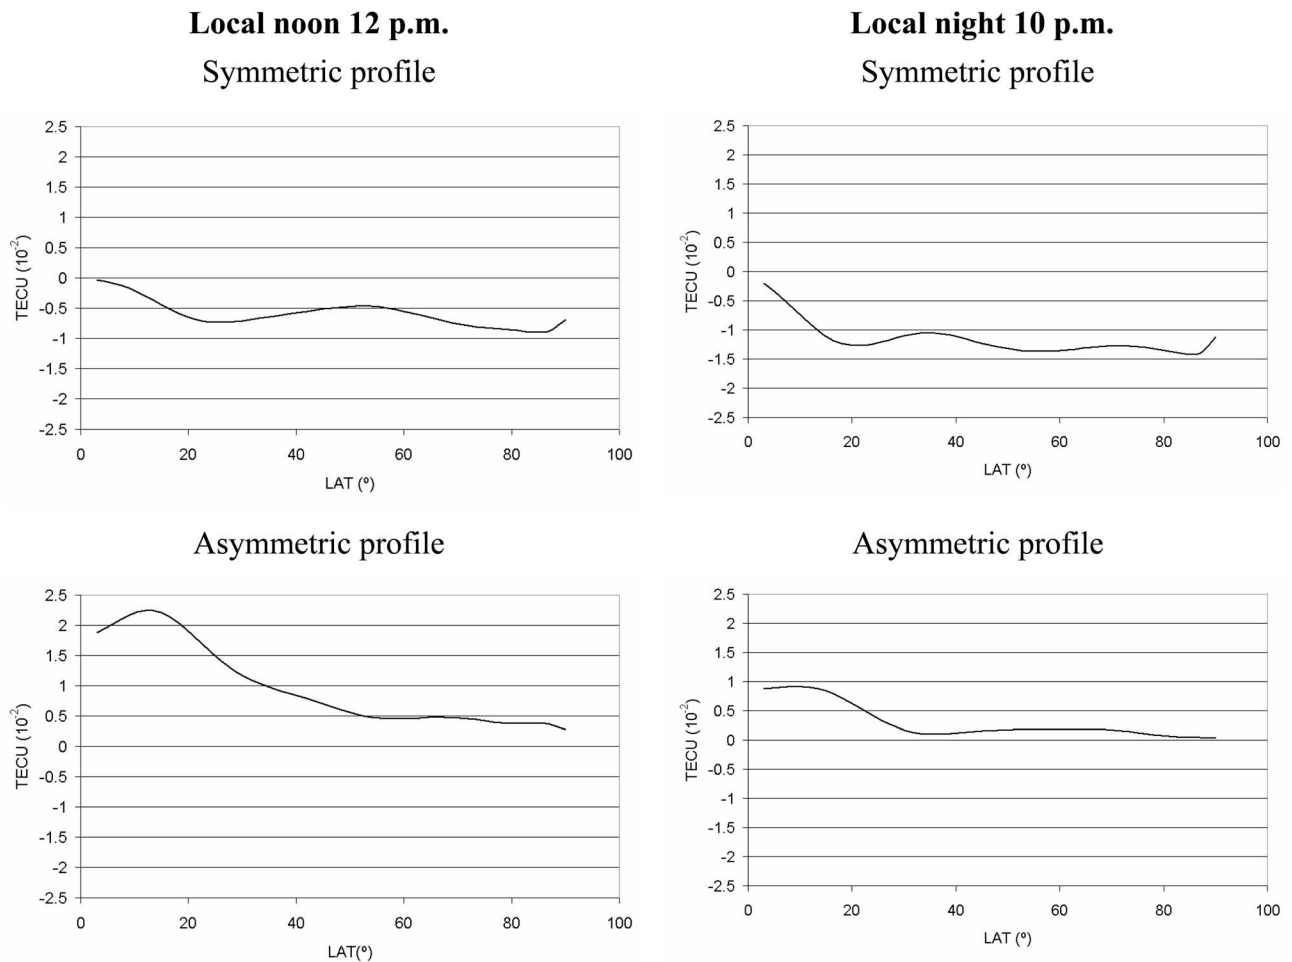 Local noon 12 p.m.
Symmetric profile
2.5
2
1.5
1
0.5
0
-0.5
-1
-1.5
-2
-2.5
TECU (10⁻²)
0 20 40 60 80 100
LAT (º)
Local night 10 p.m.
Symmetric profile
2.5
2
1.5
1
0.5
0
-0.5
-1
-1.5
-2
-2.5
TECU (10⁻²)
0 20 40 60 80 100
LAT (º)
Asymmetric profile
2.5
2
1.5
1
0.5
0
-0.5
-1
-1.5
-2
-2.5
TECU (10⁻²)
0 20 40 60 80 100
LAT(º)
Asymmetric profile
2.5
2
1.5
1
0.5
0
-0.5
-1
-1.5
-2
-2.5
TECU (10⁻²)
0 20 40 60 80 100
LAT (º)